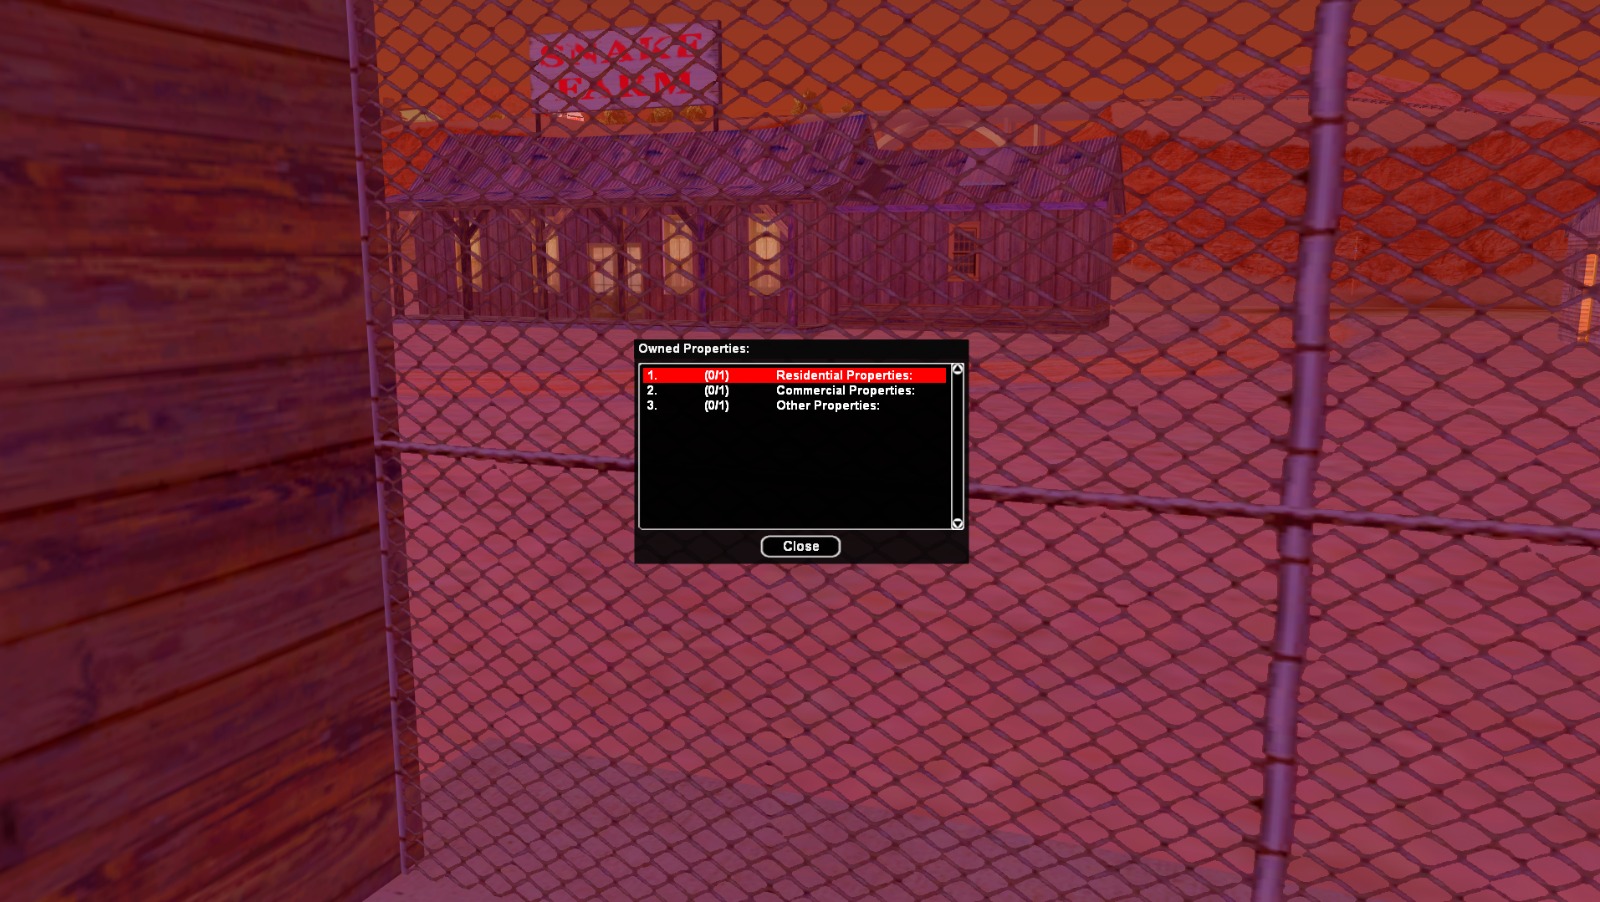 SNAKE
FARM
Owned Properties:
1. (0/1) Residential Properties:
2. (0/1) Commercial Properties:
3. (0/1) Other Properties:
Close